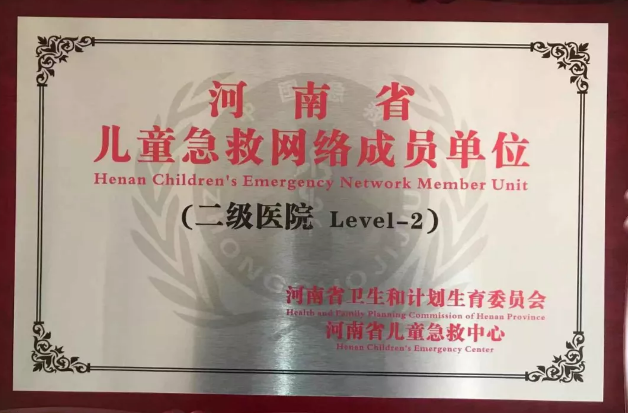 河南省
儿童急救网络成员单位
Henan Children's Emergency Network Member Unit
(二级医院 Level-2)
河南省卫生和计划生育委员会
Health and Family Planning Commission of Henan Province
河南省儿童急救中心
Henan Children's Emergency Center